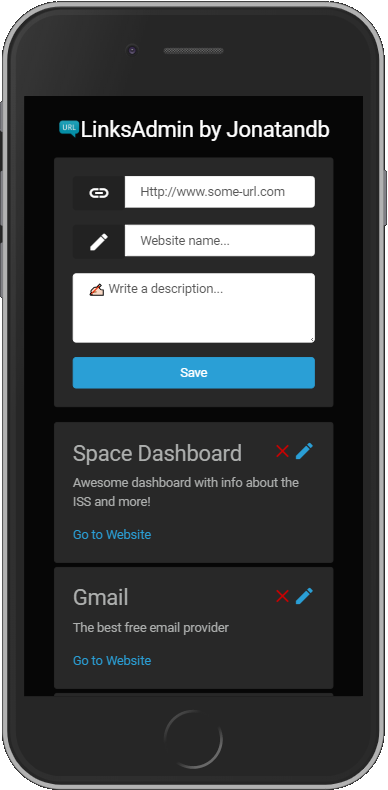 URL LinksAdmin by Jonatandb
Http://www.some-url.com
Website name...
✍ Write a description...
Save
Space Dashboard
Awesome dashboard with info about the
ISS and more!
Go to Website
Gmail
The best free email provider
Go to Website